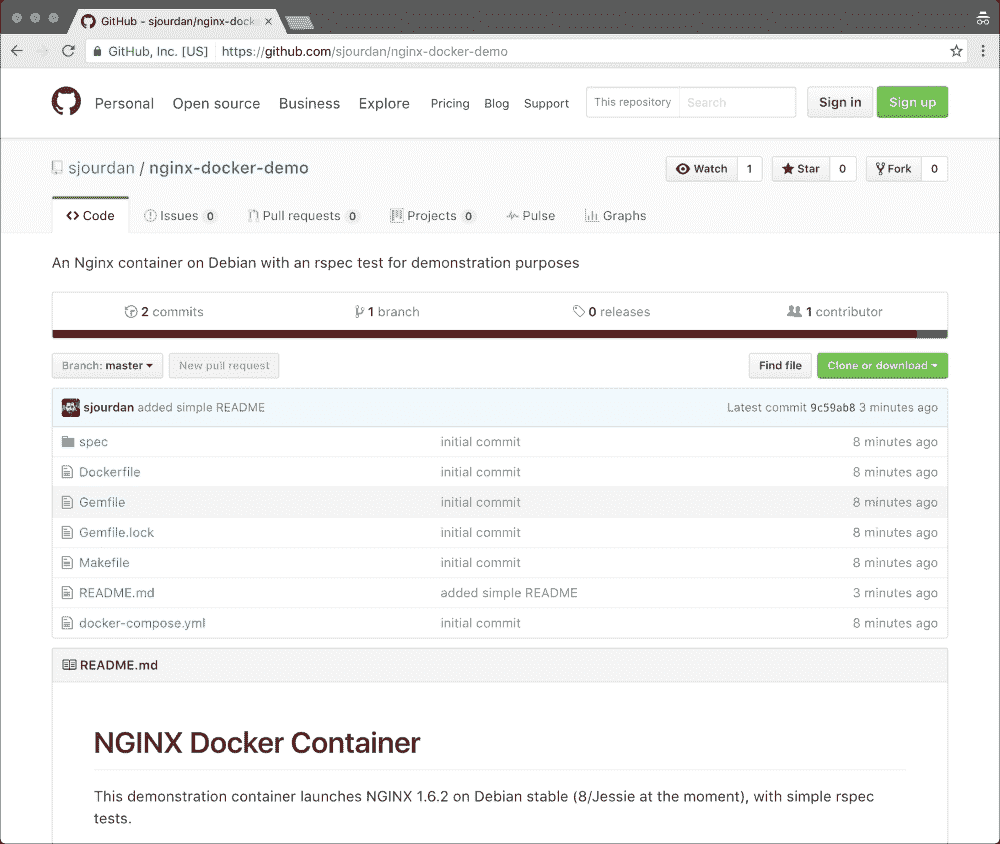 GitHub - sjourdan/nginx-docke
GitHub, Inc. [US] https://github.com/sjourdan/nginx-docker-demo
Personal Open source Business Explore Pricing Blog Support This repository Search Sign in Sign up
sjourdan / nginx-docker-demo Watch 1 Star 0 Fork 0
Code Issues 0 Pull requests 0 Projects 0 Pulse Graphs
An Nginx container on Debian with an rspec test for demonstration purposes
2 commits 1 branch 0 releases 1 contributor
Branch: master New pull request Find file Clone or download
sjourdan added simple README Latest commit 9c59ab8 3 minutes ago
spec initial commit 8 minutes ago
Dockerfile initial commit 8 minutes ago
Gemfile initial commit 8 minutes ago
Gemfile.lock initial commit 8 minutes ago
Makefile initial commit 8 minutes ago
README.md added simple README 3 minutes ago
docker-compose.yml initial commit 8 minutes ago
README.md
NGINX Docker Container
This demonstration container launches NGINX 1.6.2 on Debian stable (8/Jessie at the moment), with simple rspec
tests.